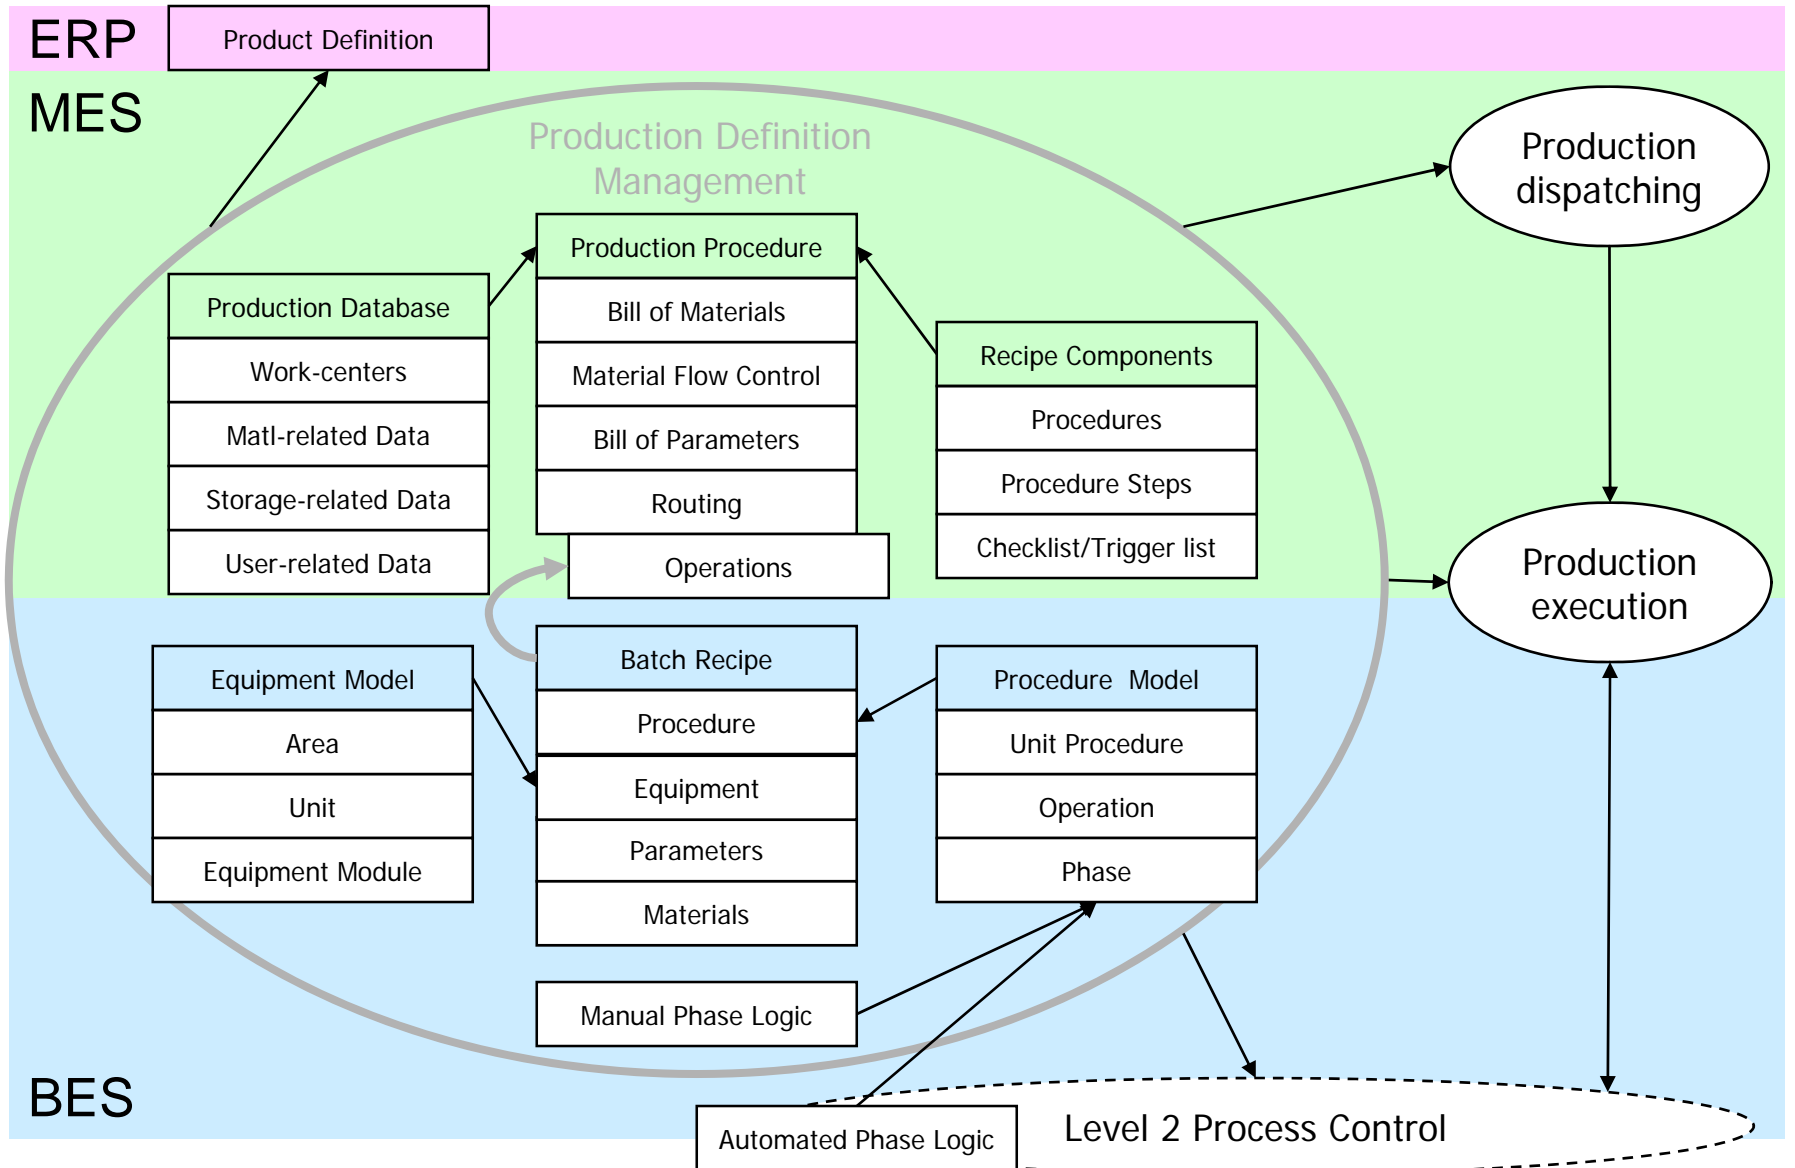 ERP
Product Definition
MES
Production Definition
Management
Production
dispatching
Production Procedure
Bill of Materials
Material Flow Control
Bill of Parameters
Routing
Operations
Production Database
Work-centers
Matl-related Data
Storage-related Data
User-related Data
Recipe Components
Procedures
Procedure Steps
Checklist/Trigger list
Production
execution
Equipment Model
Area
Unit
Equipment Module
Batch Recipe
Procedure
Equipment
Parameters
Materials
Procedure Model
Unit Procedure
Operation
Phase
Manual Phase Logic
BES
Automated Phase Logic
Level 2 Process Control